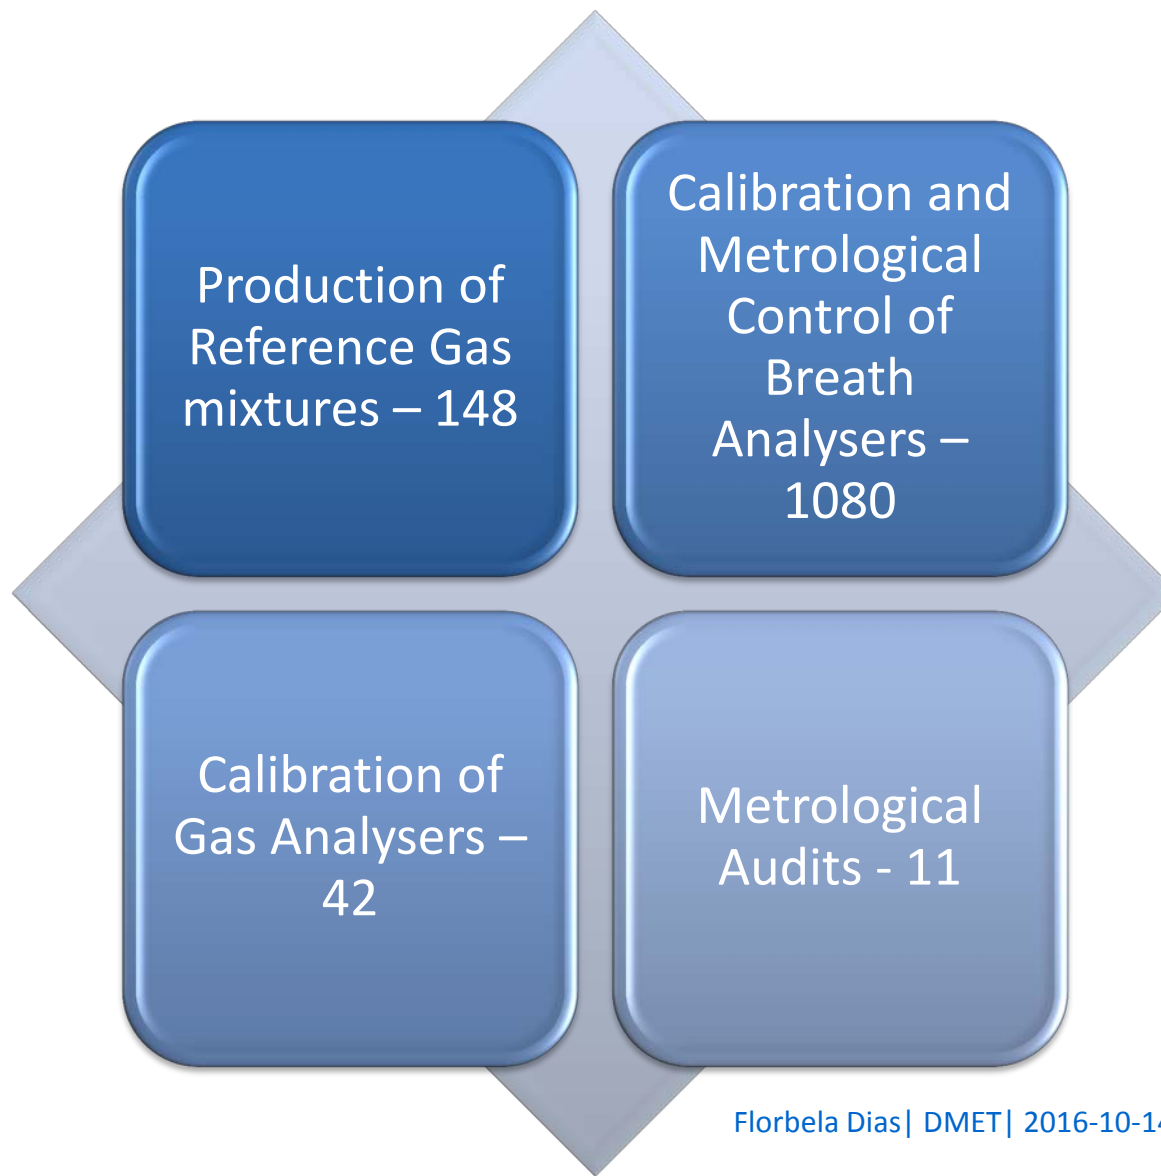 Production of
Reference Gas
mixtures – 148
Calibration and
Metrological
Control of
Breath
Analysers –
1080
Calibration of
Gas Analysers –
42
Metrological
Audits - 11
Florbela Dias| DMET| 2016-10-14